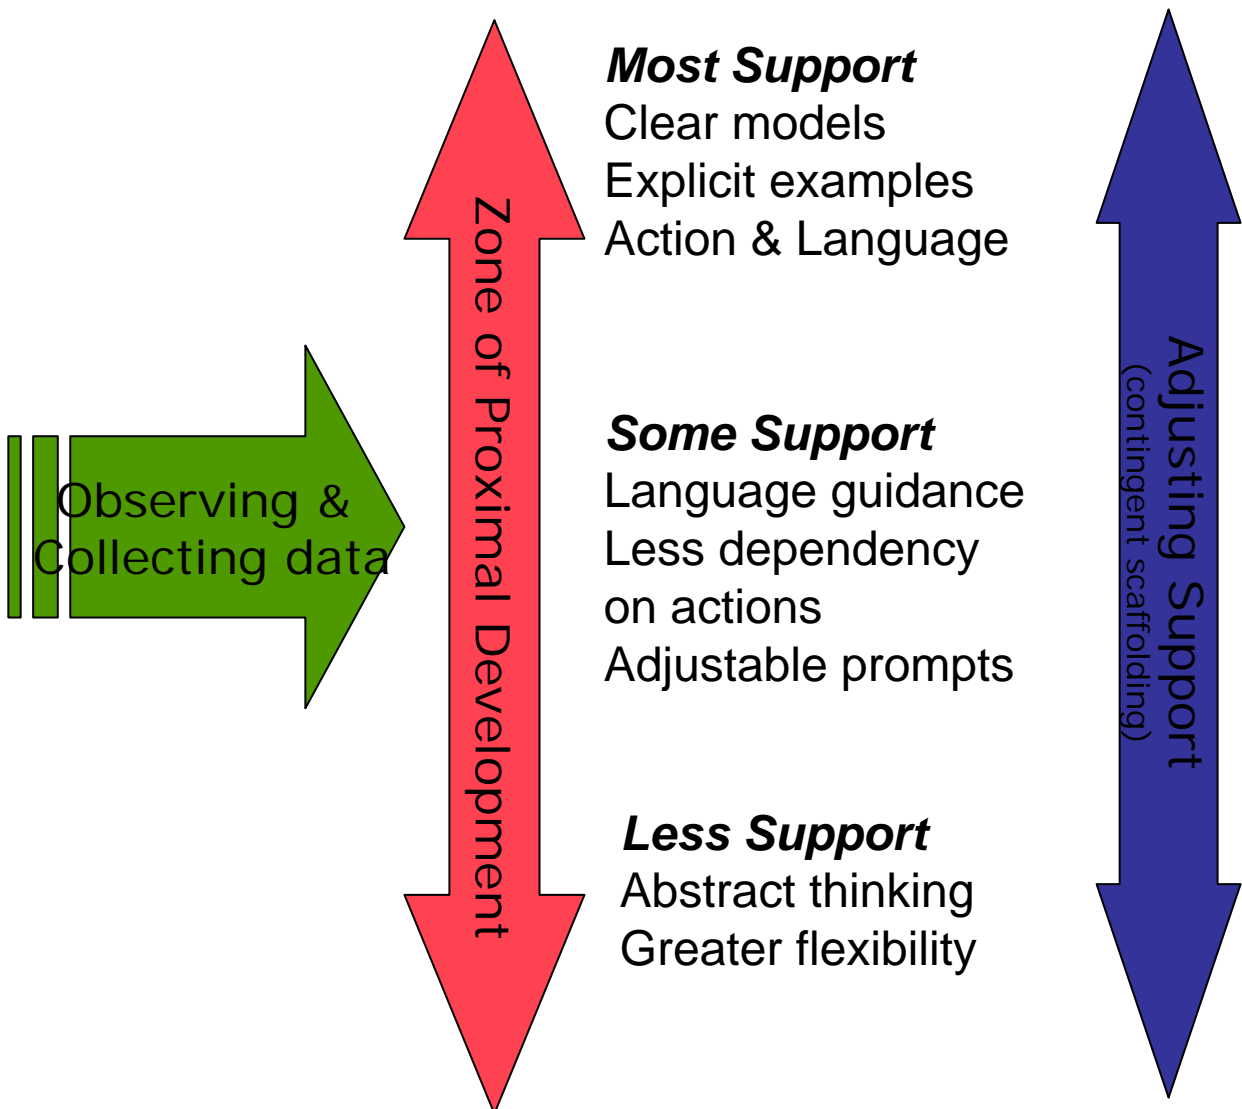 Observing &
Collecting data
Zone of Proximal Development
Most Support
Clear models
Explicit examples
Action & Language
Some Support
Language guidance
Less dependency
on actions
Adjustable prompts
Less Support
Abstract thinking
Greater flexibility
Adjusting Support
(contingent scaffolding)